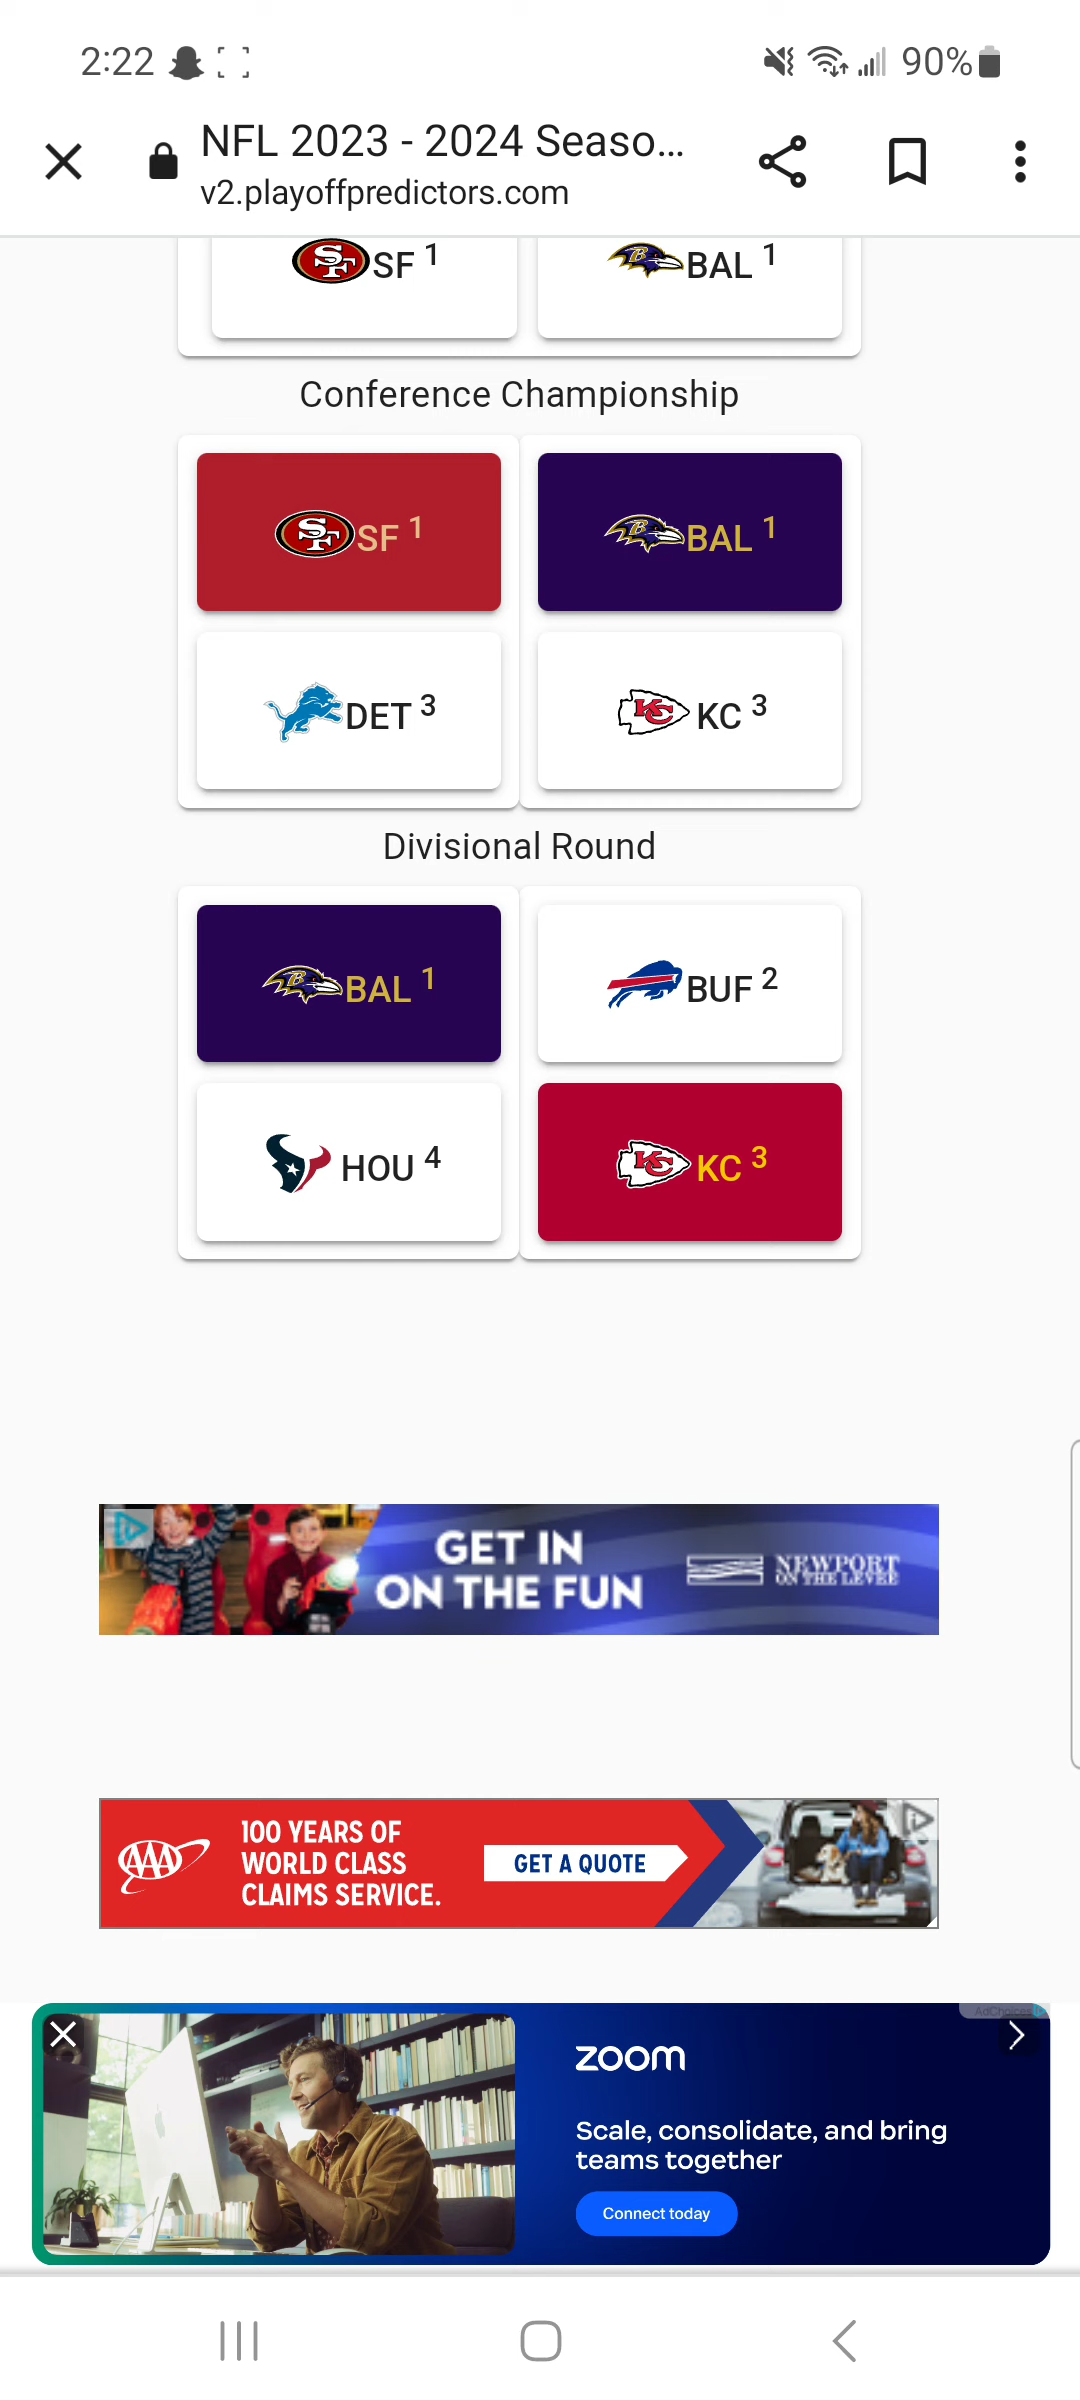 2:22
90%
NFL 2023 - 2024 Seaso...
v2.playoffpredictors.com
SF 1
BAL 1
Conference Championship
SF 1
BAL 1
DET 3
KC 3
Divisional Round
BAL 1
BUF 2
HOU 4
KC 3
GET IN
ON THE FUN
NEWPORT
ON THE LEVEE
AAA
100 YEARS OF
WORLD CLASS
CLAIMS SERVICE.
GET A QUOTE
AdChoices
zoom
Scale, consolidate, and bring
teams together
Connect today